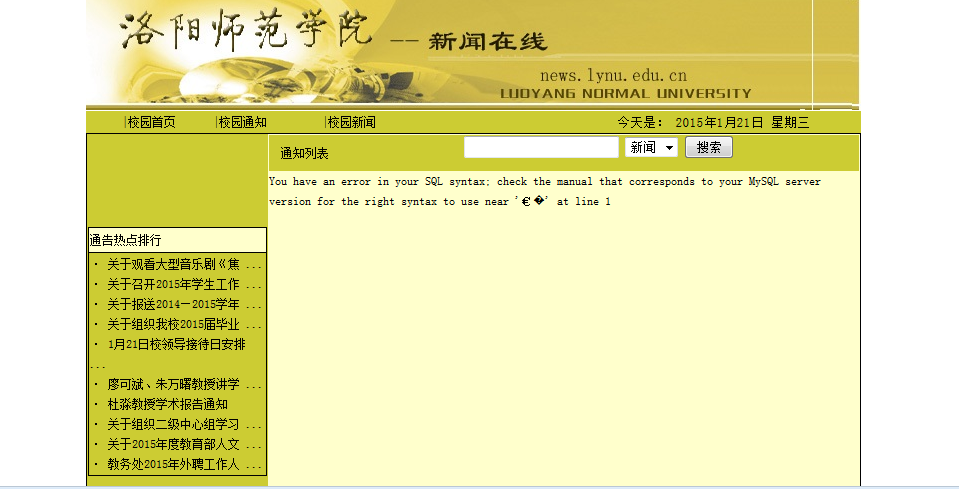 洛阳师范学院 -- 新闻在线
news.lynu.edu.cn
LUOYANG NORMAL UNIVERSITY
|校园首页 |校园通知 |校园新闻 今天是: 2015年1月21日 星期三
通知列表 新闻 搜索
You have an error in your SQL syntax; check the manual that corresponds to your MySQL server
version for the right syntax to use near '€�' at line 1
通告热点排行
· 关于观看大型音乐剧《焦 ...
· 关于召开2015年学生工作 ...
· 关于报送2014—2015学年 ...
· 关于组织我校2015届毕业 ...
· 1月21日校领导接待日安排
...
· 廖可斌、朱万曙教授讲学 ...
· 杜淼教授学术报告通知
· 关于组织二级中心组学习 ...
· 关于2015年度教育部人文 ...
· 教务处2015年外聘工作人 ...